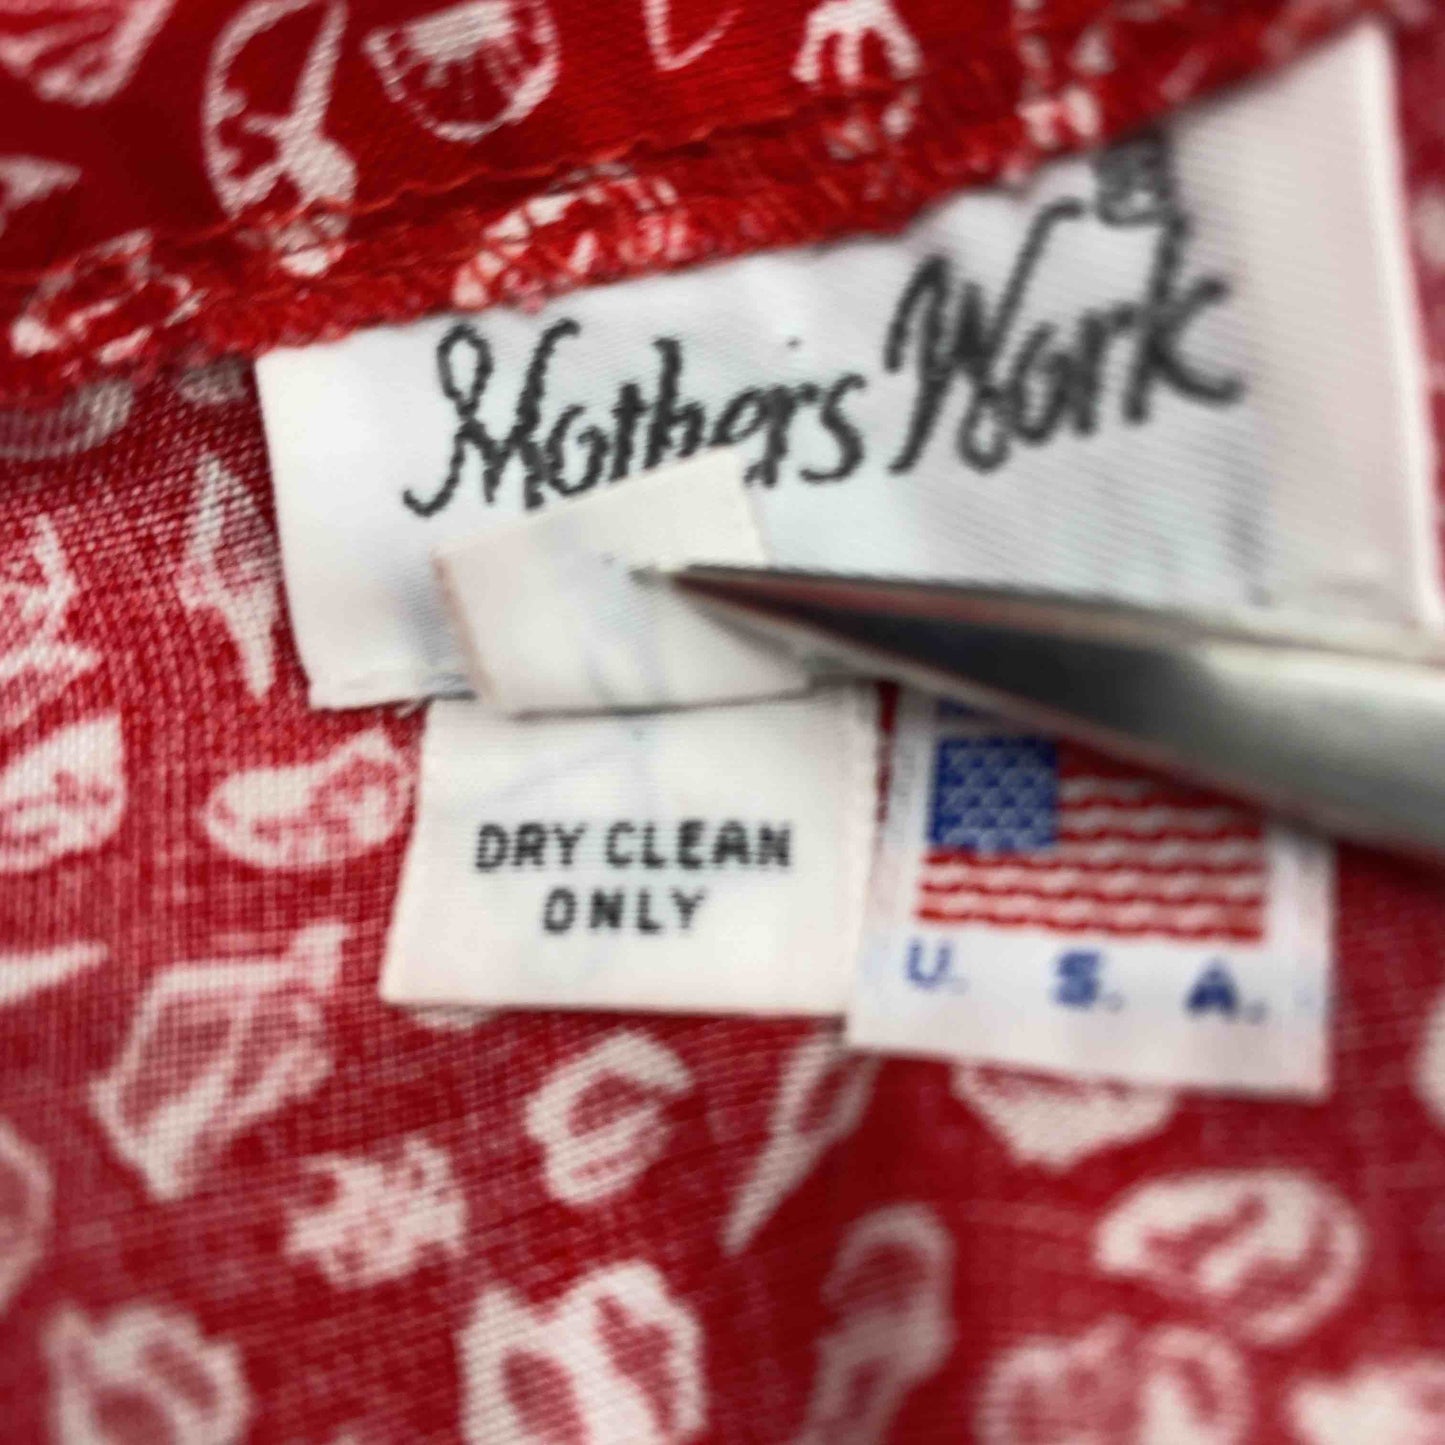 Mothers Work
DRY CLEAN
ONLY
U. S. A.